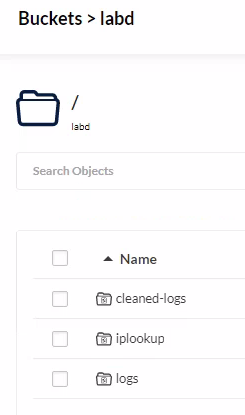 Buckets > labd
/
labd
Search Objects
Name
cleaned-logs
iplookup
logs